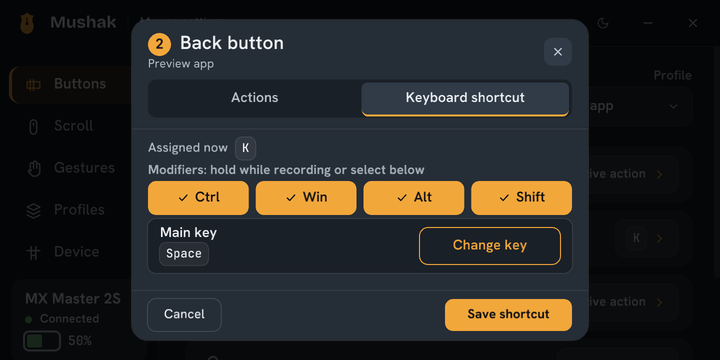 Mushak
2 Back button
Preview app
Actions
Keyboard shortcut
Assigned now K
Modifiers: hold while recording or select below
✓ Ctrl
✓ Win
✓ Alt
✓ Shift
Main key
Space
Change key
Cancel
Save shortcut
Buttons
Scroll
Gestures
Profiles
Device
MX Master 2S
Connected
50%
Profile
app
ive action
K
ive action